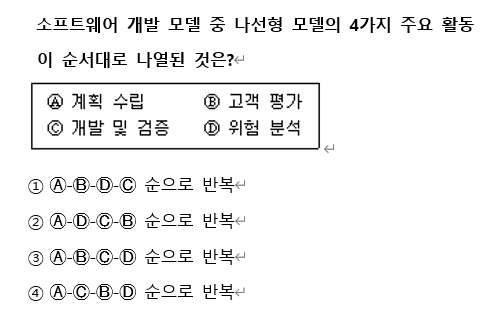 소프트웨어 개발 모델 중 나선형 모델의 4가지 주요 활동
이 순서대로 나열된 것은?↵
Ⓐ 계획 수립 Ⓑ 고객 평가
Ⓒ 개발 및 검증 Ⓓ 위험 분석
↵
① Ⓐ-Ⓑ-Ⓓ-Ⓒ 순으로 반복↵
② Ⓐ-Ⓓ-Ⓒ-Ⓑ 순으로 반복↵
③ Ⓐ-Ⓑ-Ⓒ-Ⓓ 순으로 반복↵
④ Ⓐ-Ⓒ-Ⓑ-Ⓓ 순으로 반복↵